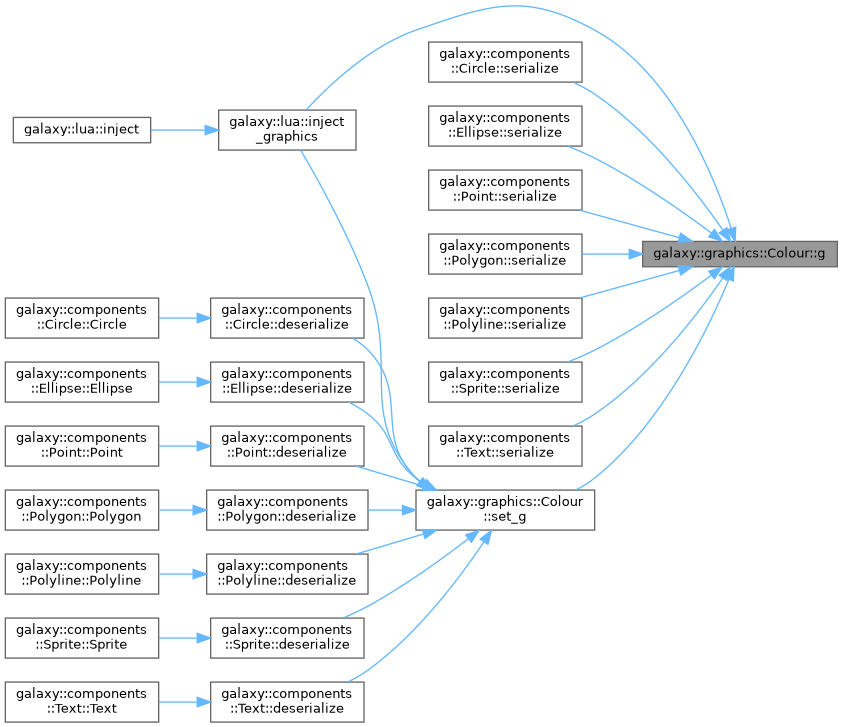 galaxy::components
::Circle::serialize
galaxy::components
::Ellipse::serialize
galaxy::lua::inject
galaxy::lua::inject
_graphics
galaxy::components
::Point::serialize
galaxy::components
::Polygon::serialize
galaxy::graphics::Colour::g
galaxy::components
::Polyline::serialize
galaxy::components
::Circle::Circle
galaxy::components
::Circle::deserialize
galaxy::components
::Sprite::serialize
galaxy::components
::Ellipse::Ellipse
galaxy::components
::Ellipse::deserialize
galaxy::components
::Text::serialize
galaxy::components
::Point::Point
galaxy::components
::Point::deserialize
galaxy::graphics::Colour
::set_g
galaxy::components
::Polygon::Polygon
galaxy::components
::Polygon::deserialize
galaxy::components
::Polyline::Polyline
galaxy::components
::Polyline::deserialize
galaxy::components
::Sprite::Sprite
galaxy::components
::Sprite::deserialize
galaxy::components
::Text::Text
galaxy::components
::Text::deserialize